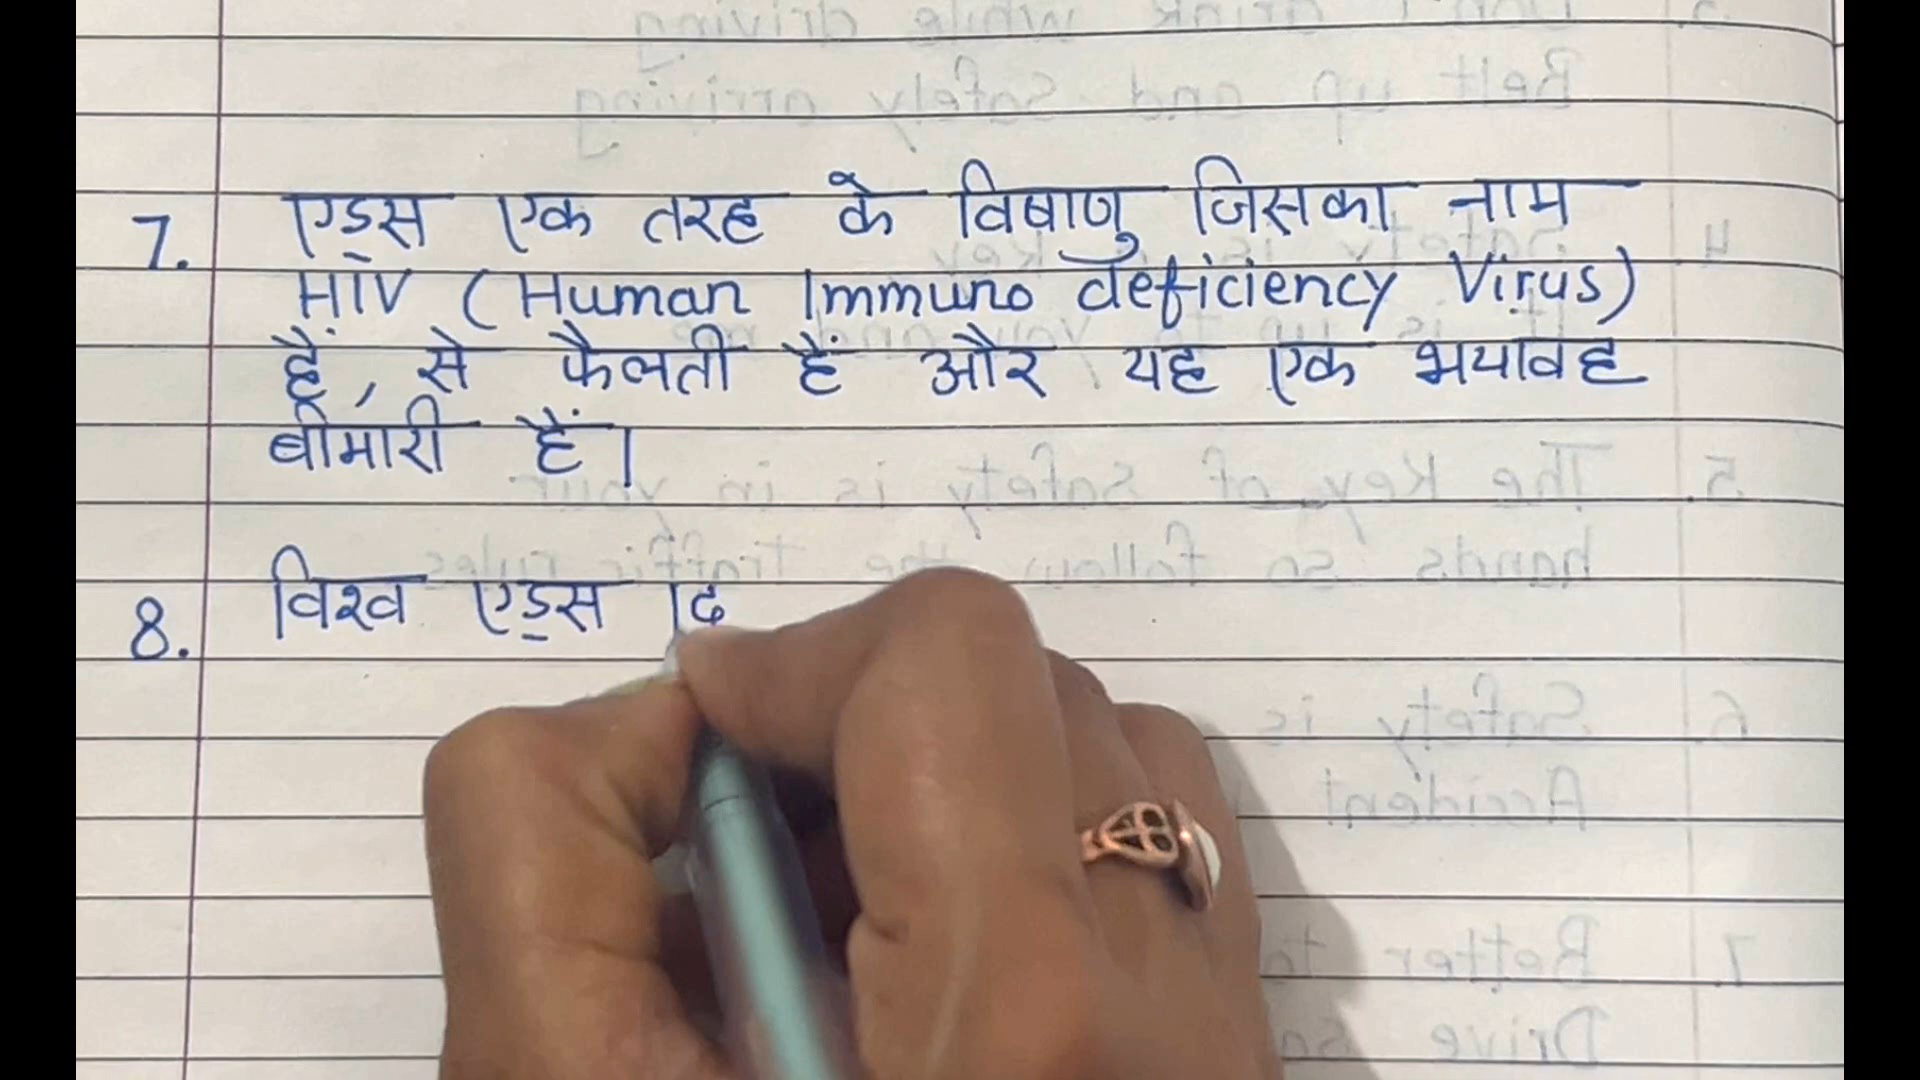 7. एड्स एक तरह के विषाणु जिसका नाम
HIV (Human Immuno deficiency Virus)
हैं, से फैलती हैं और यह एक भयावह
बीमारी हैं।
8. विश्व एड्स